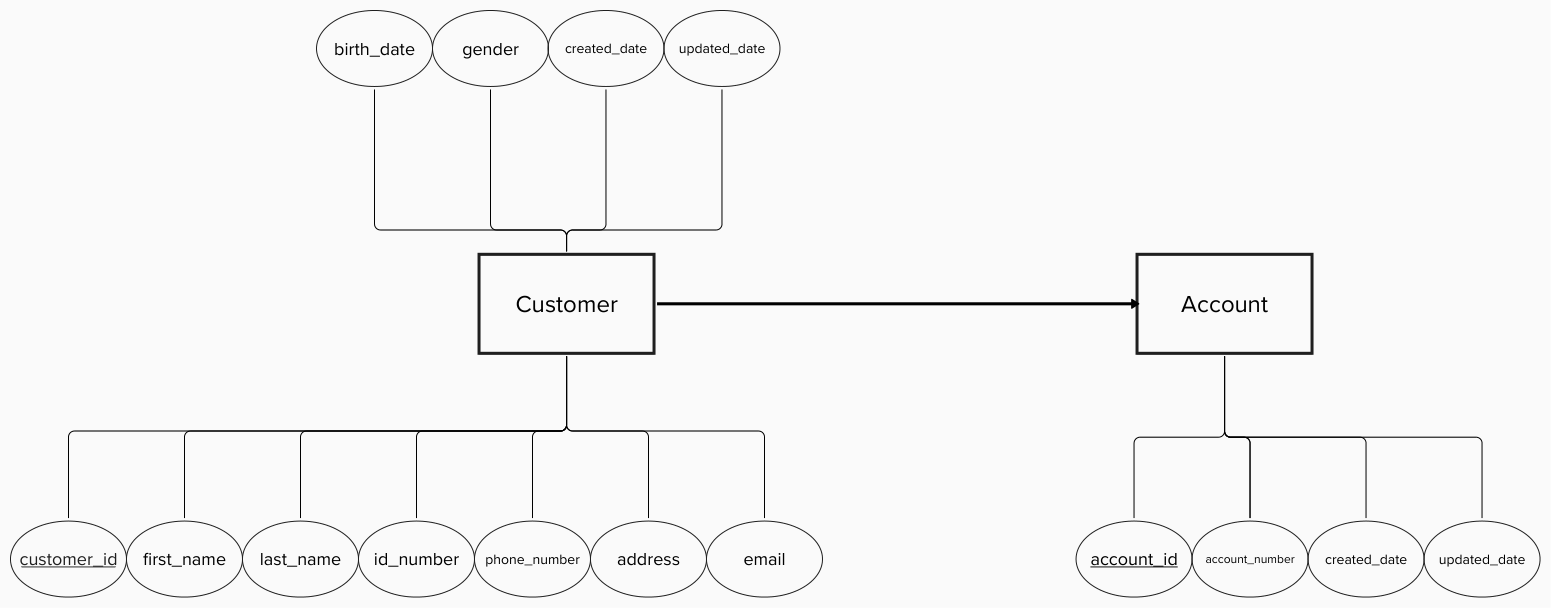 birth_date
gender
created_date
updated_date
Customer
Account
customer_id
first_name
last_name
id_number
phone_number
address
email
account_id
account_number
created_date
updated_date